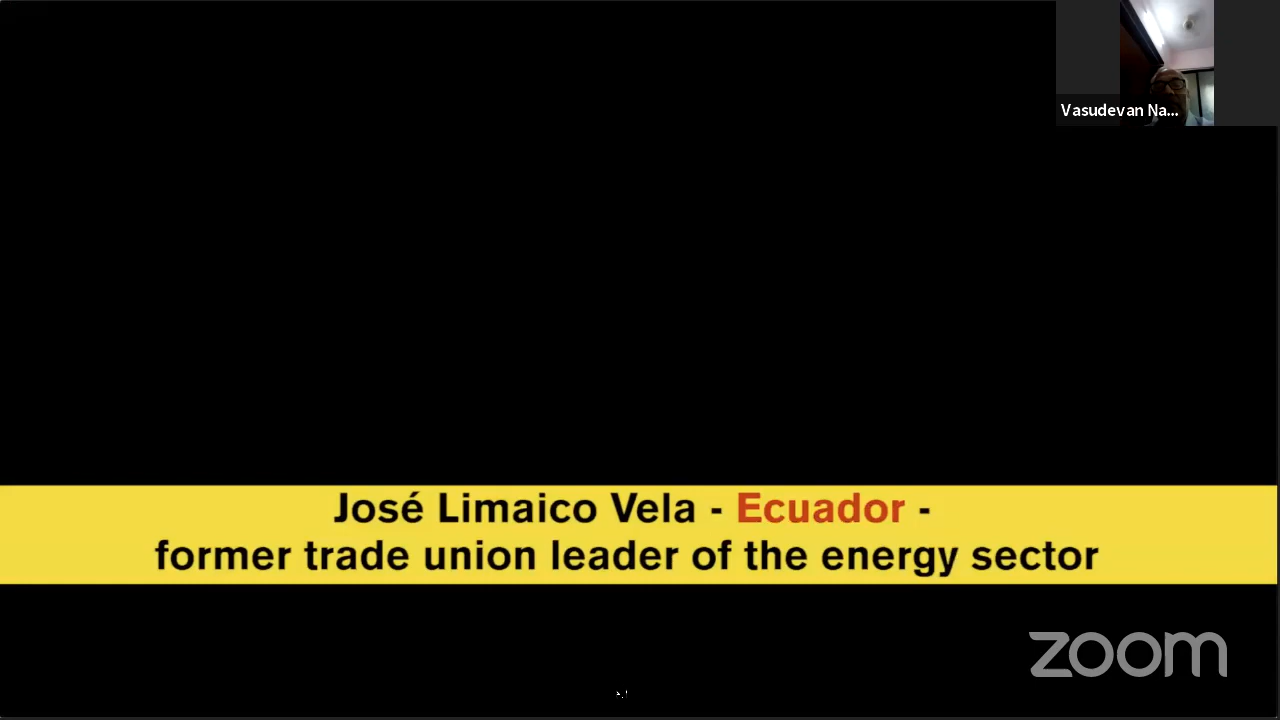 Vasudevan Na...
José Limaico Vela - Ecuador -
former trade union leader of the energy sector
zoom